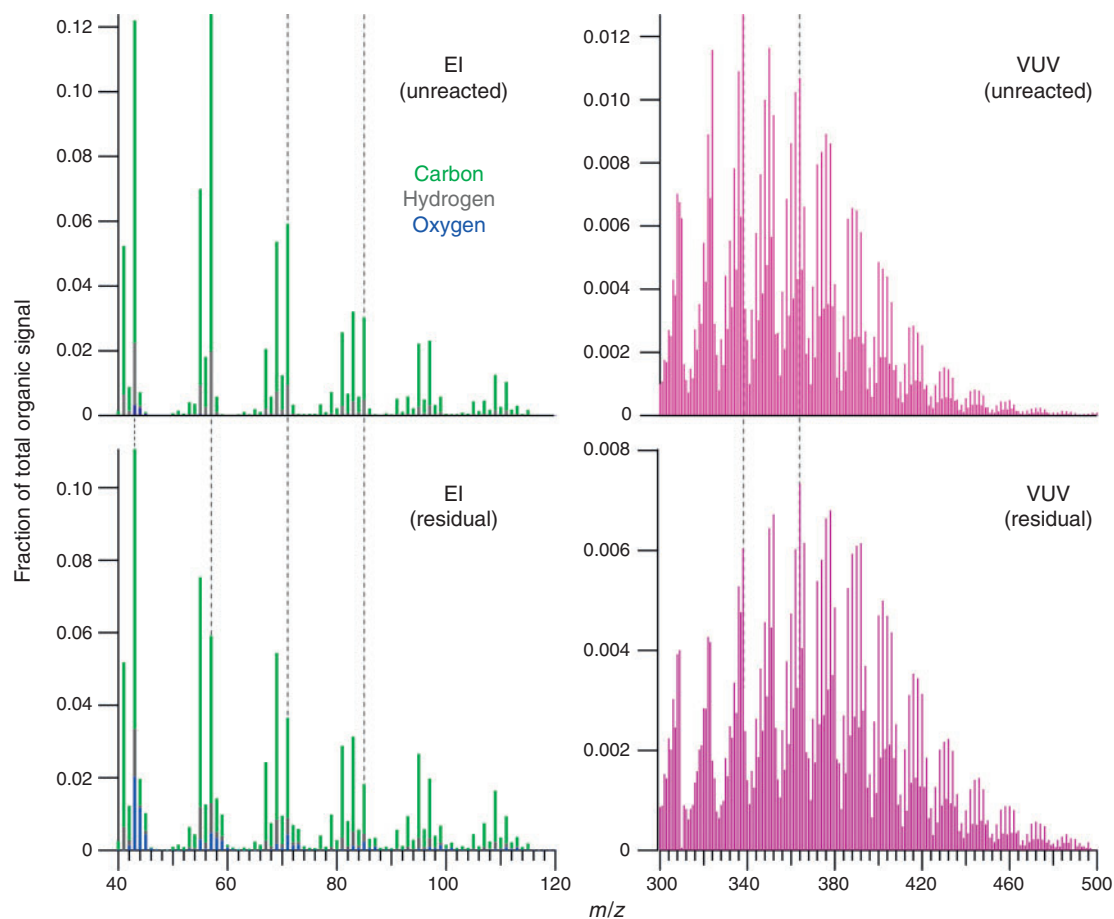 Fraction of total organic signal
0.12
0.10
0.08
0.06
0.04
0.02
0
EI
(unreacted)
Carbon
Hydrogen
Oxygen
0.012
0.010
0.008
0.006
0.004
0.002
0
VUV
(unreacted)
0.10
0.08
0.06
0.04
0.02
0
EI
(residual)
40
60
80
100
120
0.008
0.006
0.004
0.002
0
VUV
(residual)
300
340
380
420
460
500
m/z